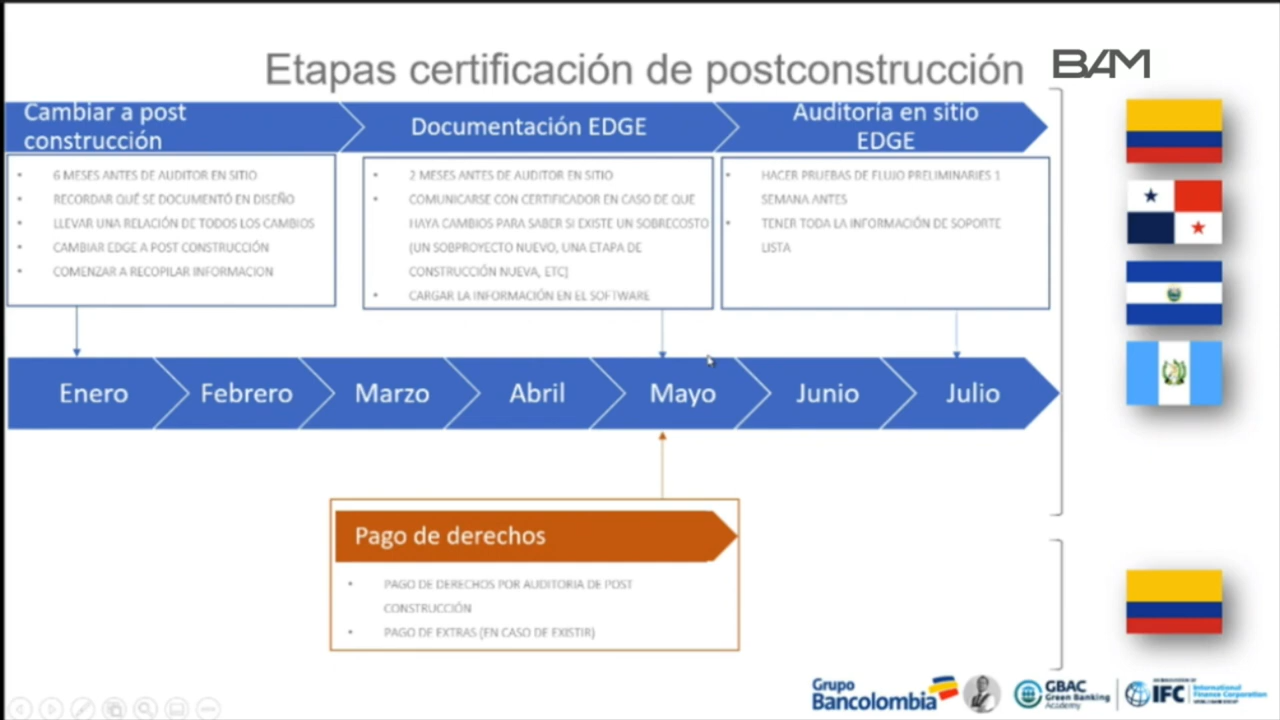 Etapas certificación de postconstrucción
BAM
Cambiar a post
construcción
Documentación EDGE
Auditoría en sitio
EDGE
• 6 MESES ANTES DE AUDITOR EN SITIO
• RECORDAR QUÉ SE DOCUMENTÓ EN DISEÑO
• LLEVAR UNA RELACIÓN DE TODOS LOS CAMBIOS
• CAMBIAR EDGE A POST CONSTRUCCIÓN
• COMENZAR A RECOPILAR INFORMACION
• 2 MESES ANTES DE AUDITOR EN SITIO
• COMUNICARSE CON CERTIFICADOR EN CASO DE QUE
HAYA CAMBIOS PARA SABER SI EXISTE UN SOBRECOSTO
(UN SOBPROYECTO NUEVO, UNA ETAPA DE
CONSTRUCCIÓN NUEVA, ETC)
• CARGAR LA INFORMACIÓN EN EL SOFTWARE
• HACER PRUEBAS DE FLUJO PRELIMINARIES 1
SEMANA ANTES
• TENER TODA LA INFORMACIÓN DE SOPORTE
LISTA
Enero
Febrero
Marzo
Abril
Mayo
Junio
Julio
Pago de derechos
• PAGO DE DERECHOS POR AUDITORIA DE POST
CONSTRUCCIÓN
• PAGO DE EXTRAS (EN CASO DE EXISTIR)
Grupo
Bancolombia
GBAC
Green Banking
Academy
IFC
International
Finance Corporation